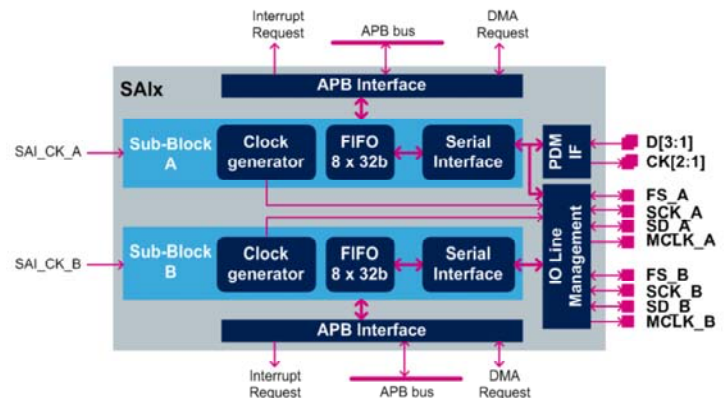 Interrupt
Request
APB bus
DMA
Request
SAIx
APB Interface
SAI_CK_A
Sub-Block
A
Clock
generator
FIFO
8 x 32b
Serial
Interface
PDM
IF
D[3:1]
CK[2:1]
FS_A
SCK_A
SD_A
MCLK_A
SAI_CK_B
Sub-Block
B
Clock
generator
FIFO
8 x 32b
Serial
Interface
IO Line
Management
FS_B
SCK_B
SD_B
MCLK_B
APB Interface
Interrupt
Request
APB bus
DMA
Request